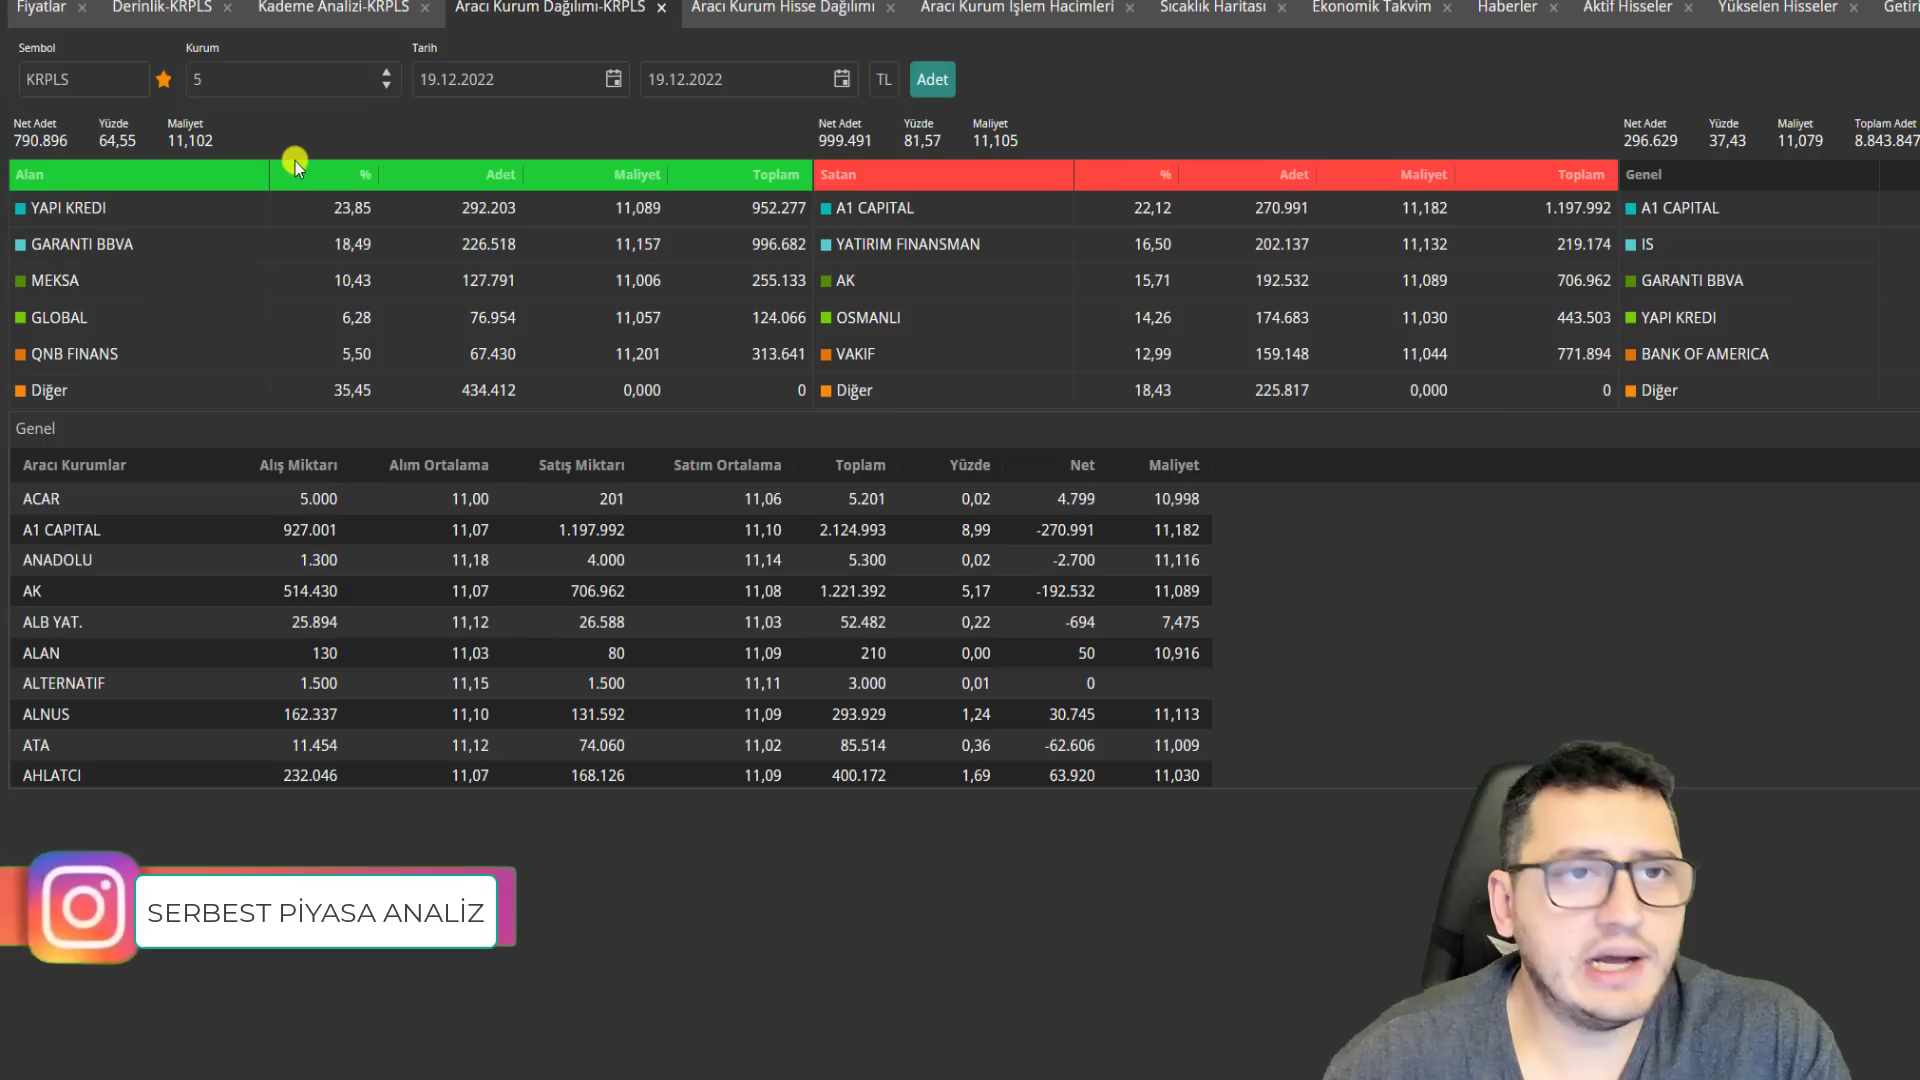 Fiyatlar × Derinlik-KRPLS × Kademe Analizi-KRPLS × Aracı Kurum Dağılımı-KRPLS × Aracı Kurum Hisse Dağılımı × Aracı Kurum İşlem Hacimleri × Sıcaklık Haritası × Ekonomik Takvim × Haberler × Aktif Hisseler × Yükselen Hisseler × Getiri
Sembol Kurum Tarih
KRPLS 5 19.12.2022 19.12.2022 TL Adet
Net Adet Yüzde Maliyet Net Adet Yüzde Maliyet Net Adet Yüzde Maliyet Toplam Adet
790.896 64,55 11,102 999.491 81,57 11,105 296.629 37,43 11,079 8.843.847
Alan % Adet Maliyet Toplam Satan % Adet Maliyet Toplam Genel
YAPI KREDI 23,85 292.203 11,089 952.277 A1 CAPITAL 22,12 270.991 11,182 1.197.992 A1 CAPITAL
GARANTI BBVA 18,49 226.518 11,157 996.682 YATIRIM FINANSMAN 16,50 202.137 11,132 219.174 IS
MEKSA 10,43 127.791 11,006 255.133 AK 15,71 192.532 11,089 706.962 GARANTI BBVA
GLOBAL 6,28 76.954 11,057 124.066 OSMANLI 14,26 174.683 11,030 443.503 YAPI KREDI
QNB FINANS 5,50 67.430 11,201 313.641 VAKIF 12,99 159.148 11,044 771.894 BANK OF AMERICA
Diğer 35,45 434.412 0,000 0 Diğer 18,43 225.817 0,000 0 Diğer
Genel
Aracı Kurumlar Alış Miktarı Alım Ortalama Satış Miktarı Satım Ortalama Toplam Yüzde Net Maliyet
ACAR 5.000 11,00 201 11,06 5.201 0,02 4.799 10,998
A1 CAPITAL 927.001 11,07 1.197.992 11,10 2.124.993 8,99 -270.991 11,182
ANADOLU 1.300 11,18 4.000 11,14 5.300 0,02 -2.700 11,116
AK 514.430 11,07 706.962 11,08 1.221.392 5,17 -192.532 11,089
ALB YAT. 25.894 11,12 26.588 11,03 52.482 0,22 -694 7,475
ALAN 130 11,03 80 11,09 210 0,00 50 10,916
ALTERNATIF 1.500 11,15 1.500 11,11 3.000 0,01 0
ALNUS 162.337 11,10 131.592 11,09 293.929 1,24 30.745 11,113
ATA 11.454 11,12 74.060 11,02 85.514 0,36 -62.606 11,009
AHLATCI 232.046 11,07 168.126 11,09 400.172 1,69 63.920 11,030
SERBEST PİYASA ANALİZ